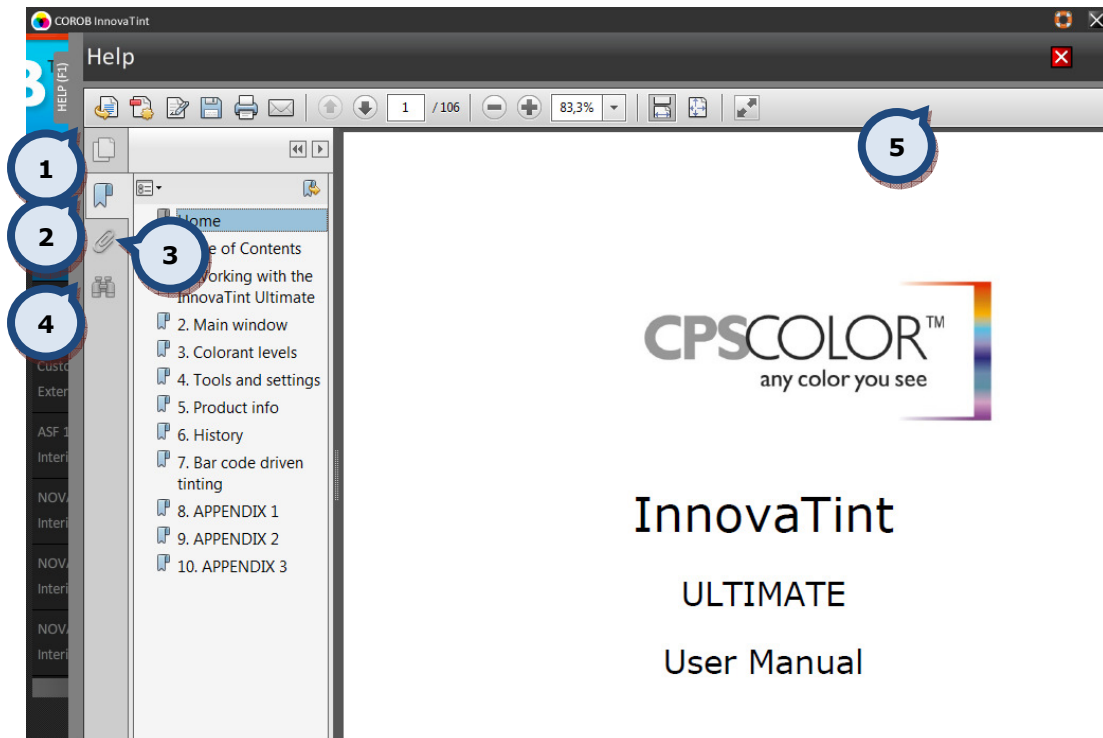 COROB InnovaTint
HELP (F1)
Help
1 / 106
83,3%
1
2
3
4
5
Home
of Contents
Working with the
InnovaTint Ultimate
2. Main window
3. Colorant levels
4. Tools and settings
5. Product info
6. History
7. Bar code driven
tinting
8. APPENDIX 1
9. APPENDIX 2
10. APPENDIX 3
Custo
Exter
ASF 1
Interi
NOV
Interi
NOV
Interi
NOV
Interi
CPSCOLOR™
any color you see
InnovaTint
ULTIMATE
User Manual